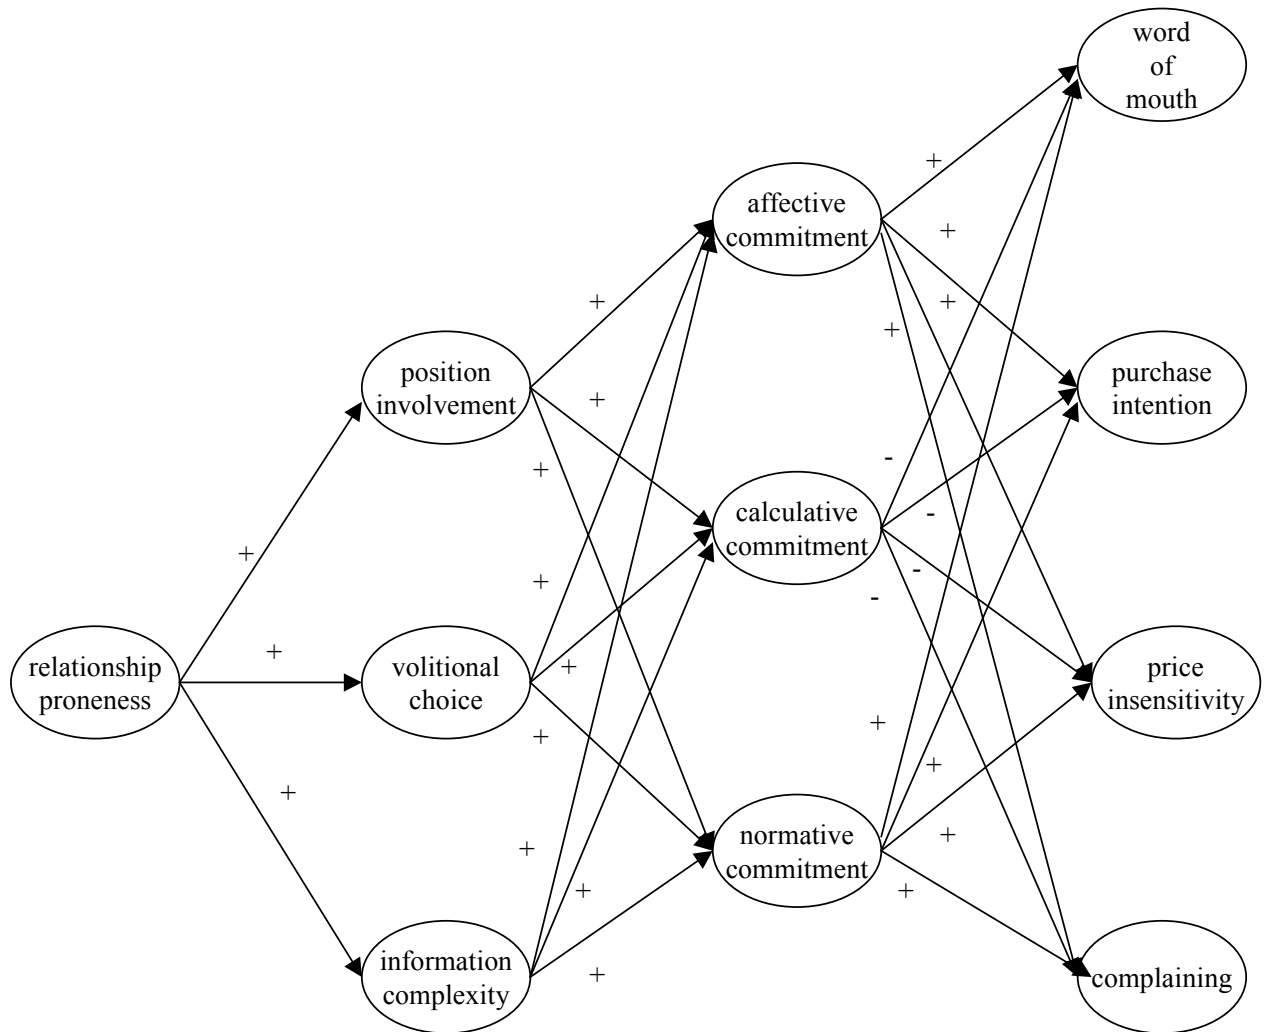 word
of
mouth
+
affective
commitment
+
+
+
+
position
involvement
purchase
intention
+
+
-
calculative
commitment
-
+
-
+
-
relationship
proneness
+
volitional
choice
+
price
insensitivity
+
+
+
+
normative
commitment
+
+
+
+
+
information
complexity
+
complaining